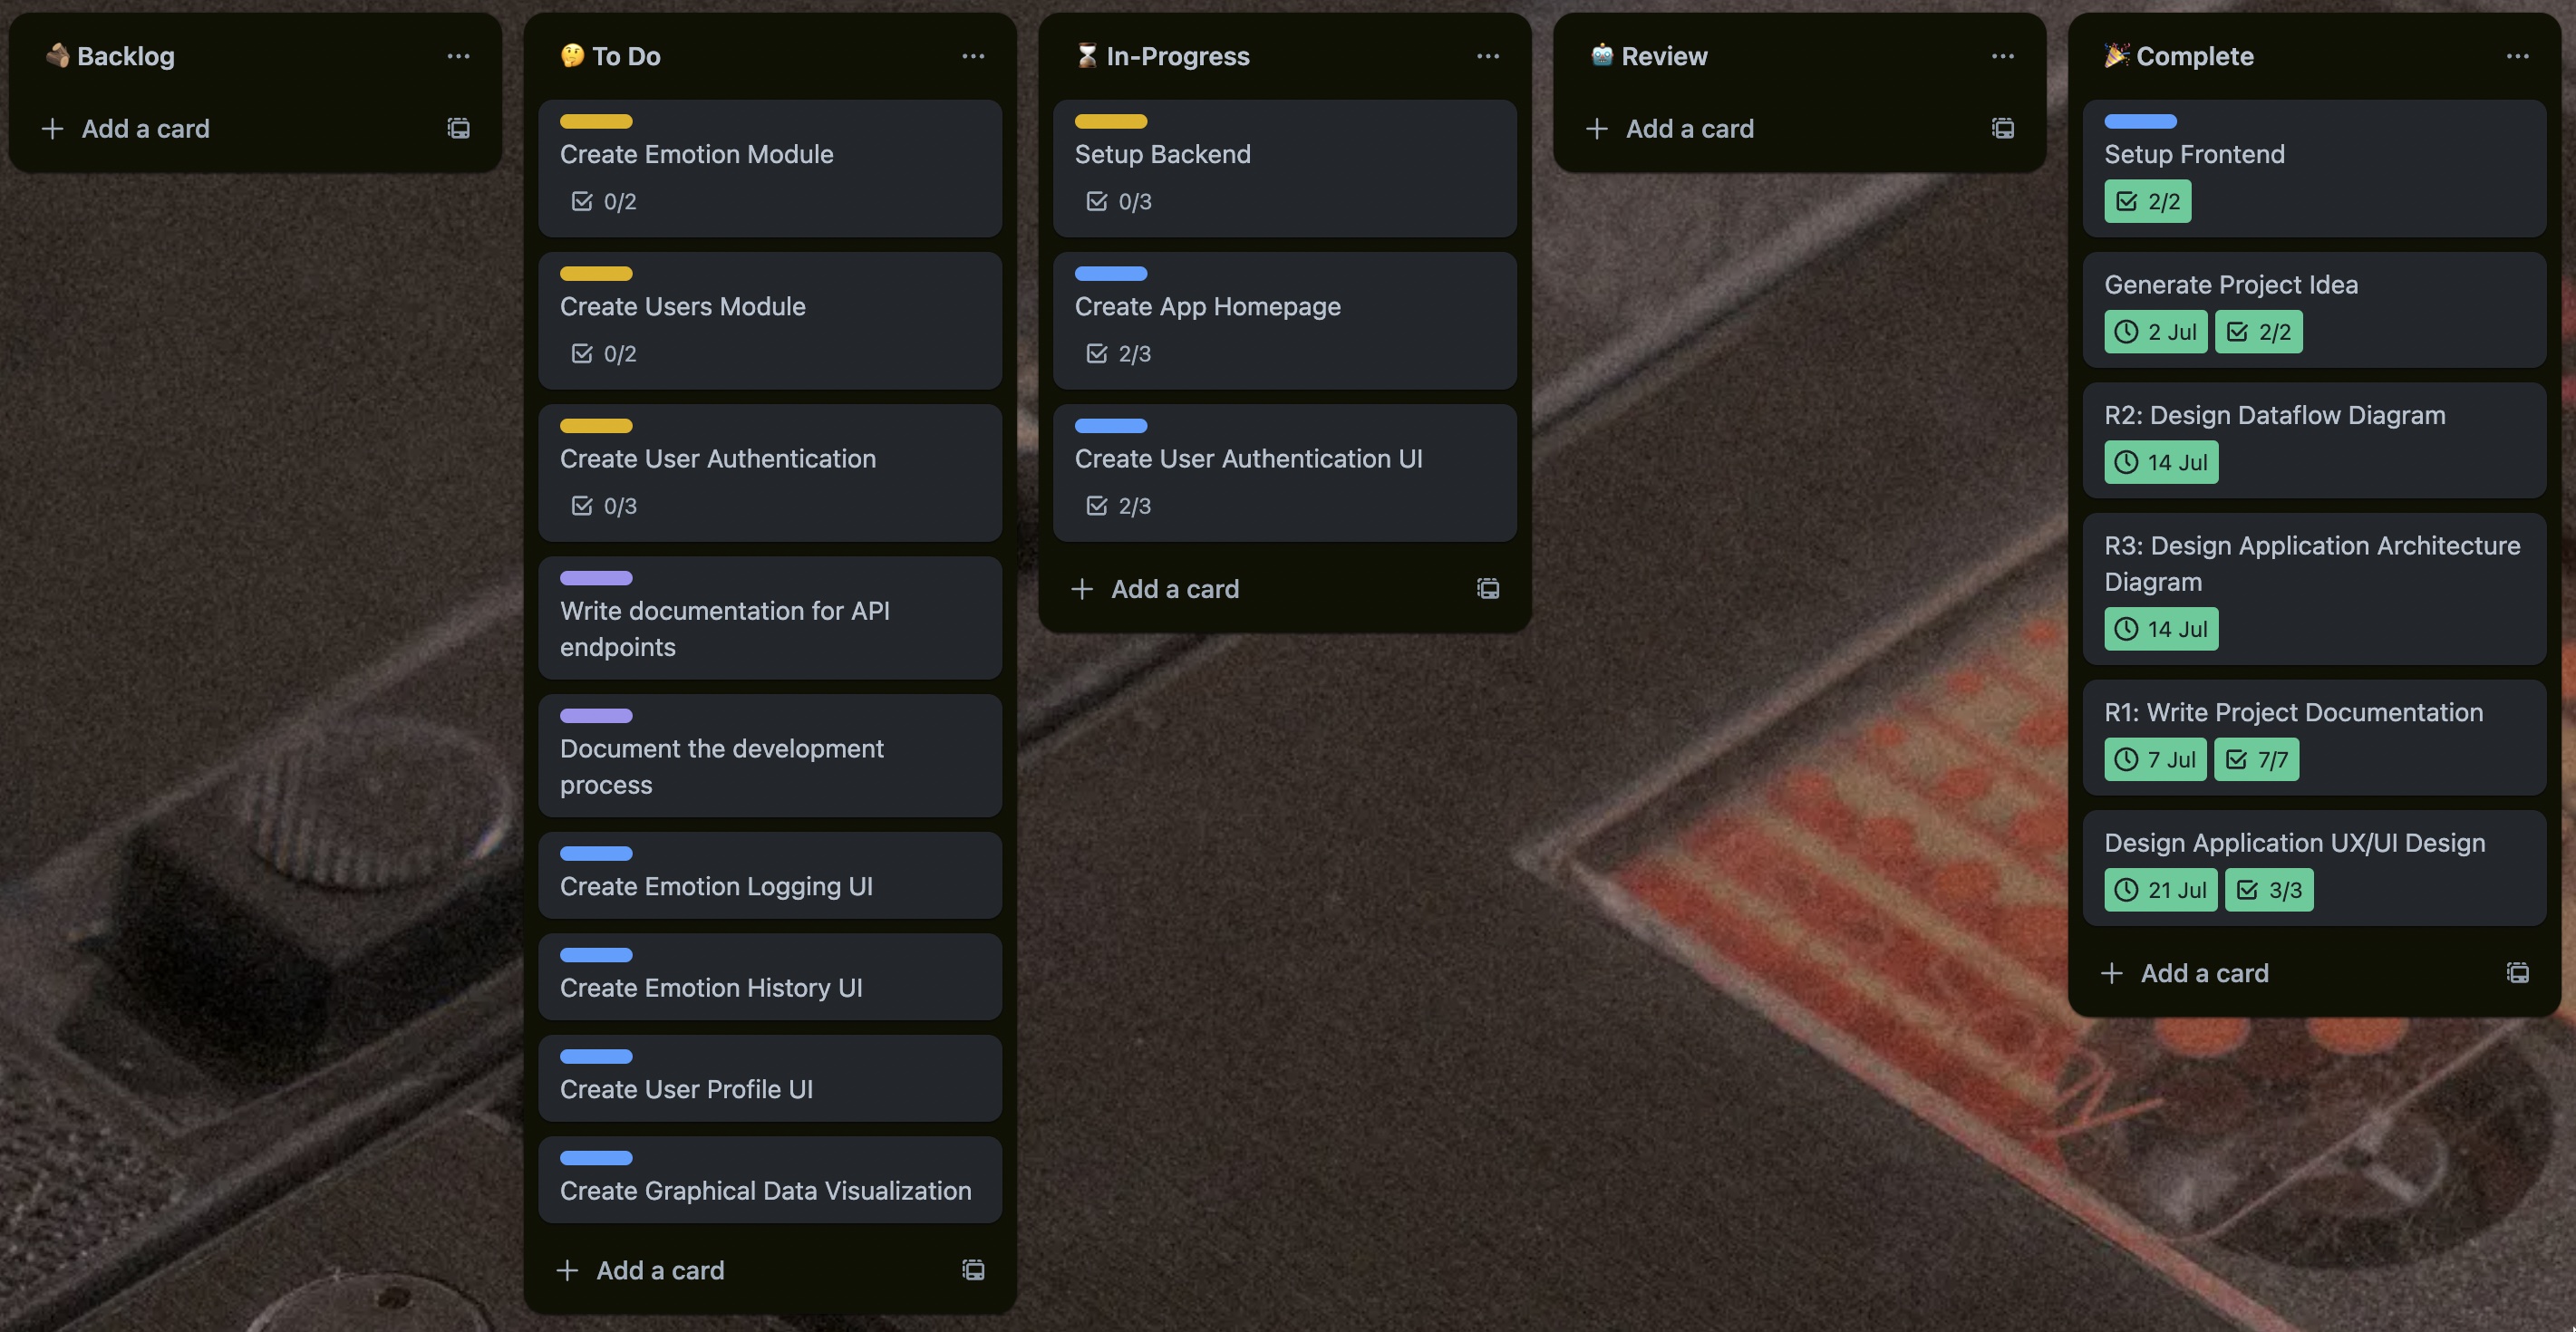 Backlog
Add a card
To Do
Create Emotion Module
0/2
Create Users Module
0/2
Create User Authentication
0/3
Write documentation for API
endpoints
Document the development
process
Create Emotion Logging UI
Create Emotion History UI
Create User Profile UI
Create Graphical Data Visualization
Add a card
In-Progress
Setup Backend
0/3
Create App Homepage
2/3
Create User Authentication UI
2/3
Add a card
Review
Add a card
Complete
Setup Frontend
2/2
Generate Project Idea
2 Jul 2/2
R2: Design Dataflow Diagram
14 Jul
R3: Design Application Architecture
Diagram
14 Jul
R1: Write Project Documentation
7 Jul 7/7
Design Application UX/UI Design
21 Jul 3/3
Add a card